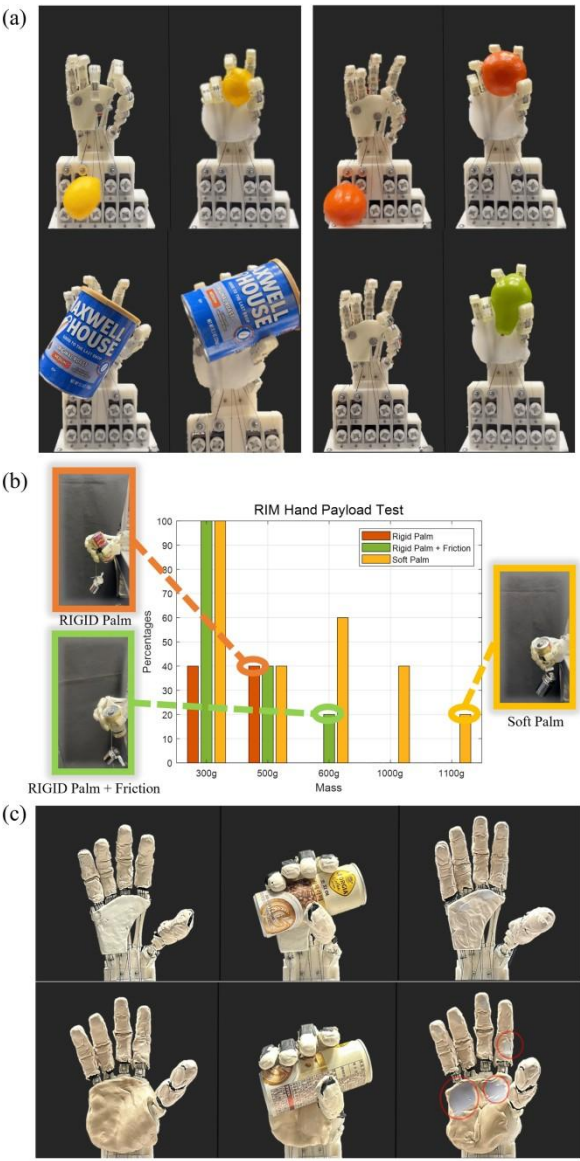 (a)
MAXWELL
HOUSE
MAXWELL
HOUSE
(b)
RIM Hand Payload Test
Percentages
100
90
80
70
60
50
40
30
20
10
0
Rigid Palm
Rigid Palm + Friction
Soft Palm
300g
500g
600g
1000g
1100g
Mass
RIGID Palm
RIGID Palm + Friction
Soft Palm
(c)